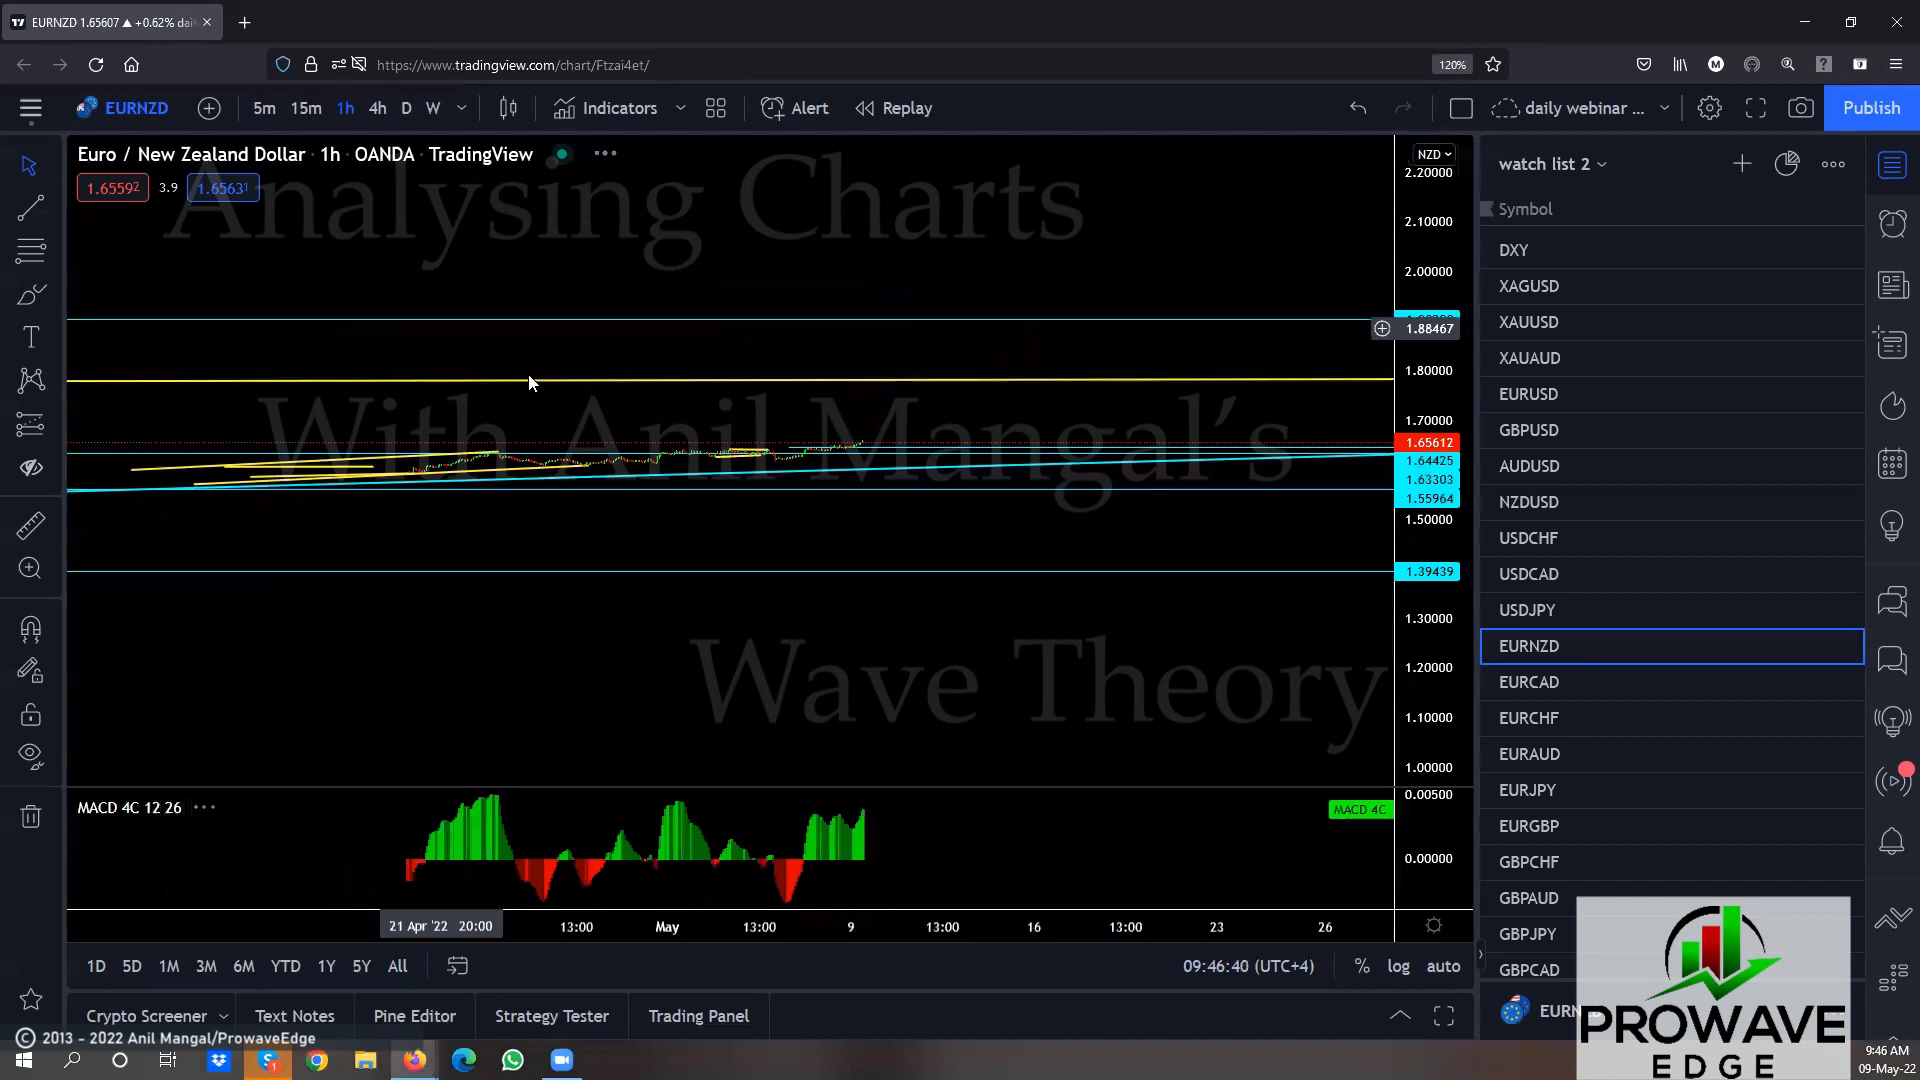 EURNZD 1.65607 ▲ +0.62% dai
https://www.tradingview.com/chart/Ftzai4et/
120%
EURNZD
5m 15m 1h 4h D W
Indicators
Alert
Replay
daily webinar ...
Publish
Euro / New Zealand Dollar · 1h · OANDA · TradingView
1.65592 3.9 1.65631
Analysing Charts
With Anil Mangal's
Wave Theory
NZD
2.20000
2.10000
2.00000
1.88467
1.80000
1.70000
1.65612
1.64425
1.63303
1.55964
1.50000
1.39439
1.30000
1.20000
1.10000
1.00000
MACD 4C 12 26
MACD 4C
0.00500
0.00000
21 Apr '22 20:00
13:00 May 13:00 9 13:00 16 13:00 23 26
1D 5D 1M 3M 6M YTD 1Y 5Y All
09:46:40 (UTC+4)
% log auto
Crypto Screener Text Notes Pine Editor Strategy Tester Trading Panel
watch list 2
Symbol
DXY
XAGUSD
XAUUSD
XAUAUD
EURUSD
GBPUSD
AUDUSD
NZDUSD
USDCHF
USDCAD
USDJPY
EURNZD
EURCAD
EURCHF
EURAUD
EURJPY
EURGBP
GBPCHF
GBPAUD
GBPJPY
GBPCAD
PROWAVE
EDGE
© 2013 - 2022 Anil Mangal/ProwaveEdge
9:46 AM
09-May-22